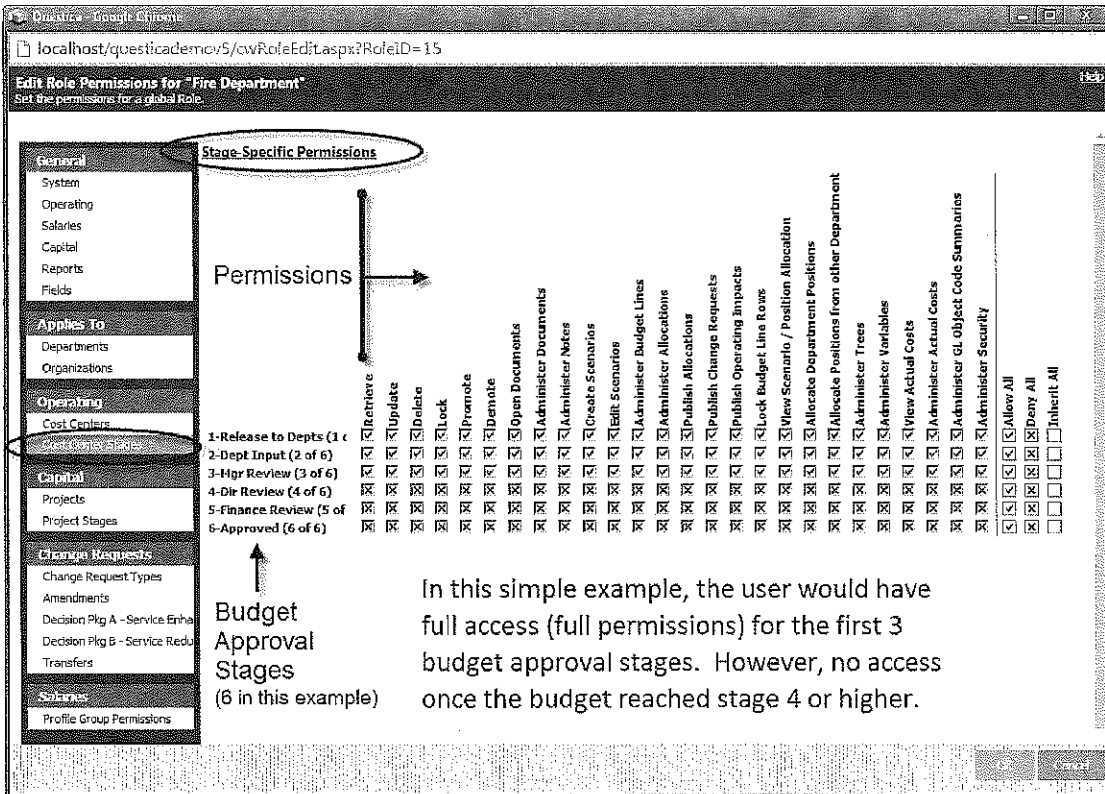 Questica - Google Chrome
localhost/questicademov5/cwRoleEdit.aspx?RoleID=15
Edit Role Permissions for "Fire Department"
Set the permissions for a global Role.
Help
General
System
Operating
Salaries
Capital
Reports
Fields
Applies To
Departments
Organizations
Operating
Cost Centers
Cost Center Stages
Capital
Projects
Project Stages
Change Requests
Change Request Types
Amendments
Decision Pkg A - Service Enha
Decision Pkg B - Service Redu
Transfers
Salaries
Profile Group Permissions
Stage-Specific Permissions
Permissions
Retrieve
Update
Delete
Lock
Promote
Demote
Open Documents
Administer Documents
Administer Notes
Create Scenarios
Edit Scenarios
Administer Budget Lines
Administer Allocations
Publish Allocations
Publish Change Requests
Publish Operating Impacts
Lock Budget Line Rows
View Scenario / Position Allocation
Allocate Department Positions
Allocate Positions from other Department
Administer Trees
Administer Variables
View Actual Costs
Administer Actual Costs
Administer GL Object Code Summaries
Administer Security
Allow All
Deny All
Inherit All
1-Release to Depts (1 c
2-Dept Input (2 of 6)
3-Mgr Review (3 of 6)
4-Dir Review (4 of 6)
5-Finance Review (5 of
6-Approved (6 of 6)
Budget
Approval
Stages
(6 in this example)
In this simple example, the user would have
full access (full permissions) for the first 3
budget approval stages. However, no access
once the budget reached stage 4 or higher.
Cancel